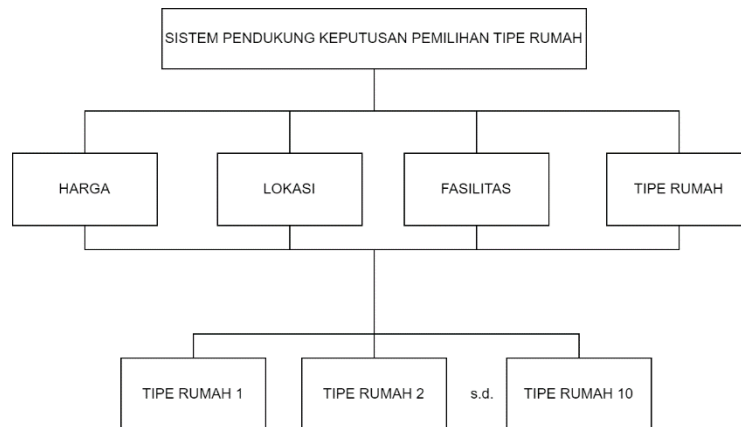 SISTEM PENDUKUNG KEPUTUSAN PEMILIHAN TIPE RUMAH
HARGA
LOKASI
FASILITAS
TIPE RUMAH
TIPE RUMAH 1
TIPE RUMAH 2
s.d.
TIPE RUMAH 10